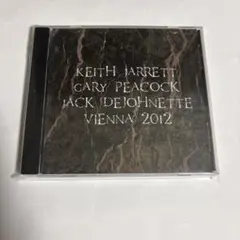 KEITH JARRETT
GARY PEACOCK
JACK DEJOHNETTE
VIENNA 2012